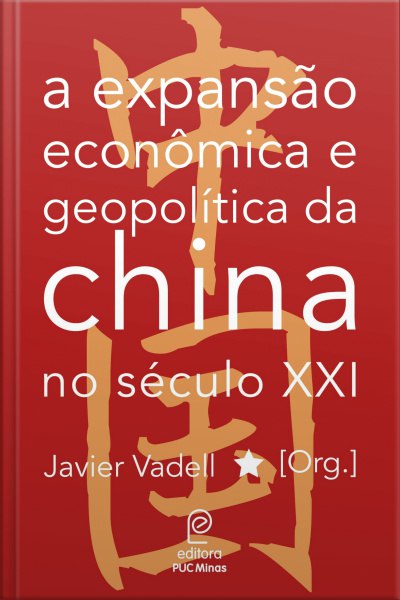 中国
a expansão
econômica e
geopolítica da
china
no século XXI
Javier Vadell ★ [Org.]
editora
PUC Minas